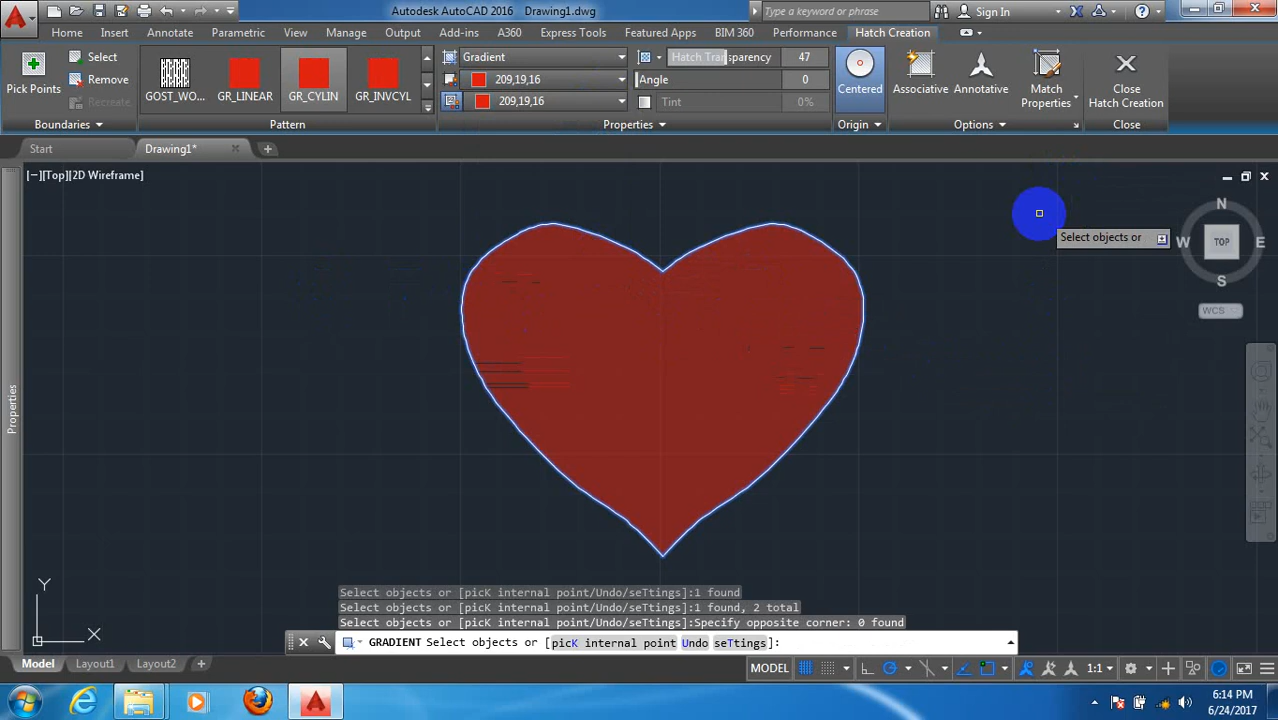 Autodesk AutoCAD 2016 Drawing1.dwg
Type a keyword or phrase
Sign In
Home Insert Annotate Parametric View Manage Output Add-ins A360 Express Tools Featured Apps BIM 360 Performance Hatch Creation
Pick Points
Select
Remove
Recreate
Boundaries
GOST_WO...
GR_LINEAR
GR_CYLIN
GR_INVCYL
Pattern
Gradient
209,19,16
209,19,16
Hatch Transparency 47
Angle 0
Tint 0%
Properties
Centered
Origin
Associative
Annotative
Match
Properties
Options
Close
Hatch Creation
Close
Start
Drawing1*
[−][Top][2D Wireframe]
N
W TOP E
S
WCS
Select objects or
Properties
Y
X
Select objects or [picK internal point/Undo/seTtings]:1 found
Select objects or [picK internal point/Undo/seTtings]:1 found, 2 total
Select objects or [picK internal point/Undo/seTtings]:Specify opposite corner: 0 found
GRADIENT Select objects or [picK internal point Undo seTtings]:
Model Layout1 Layout2
MODEL
1:1
6:14 PM
6/24/2017